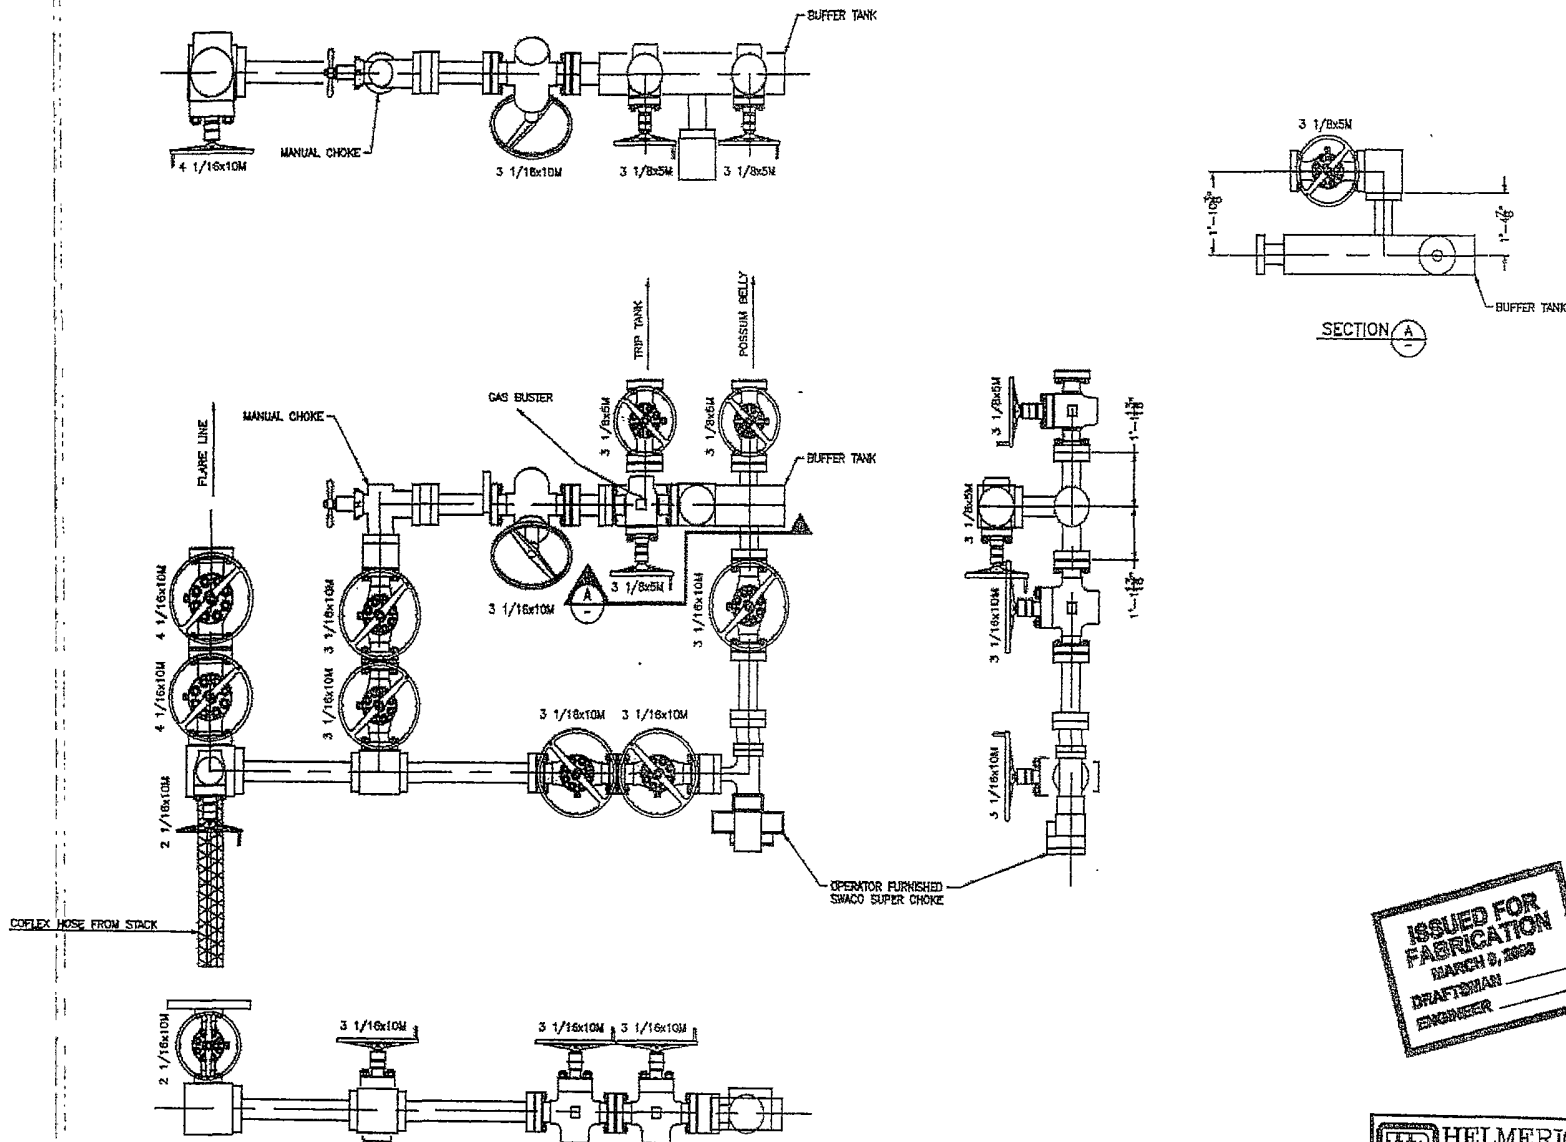 BUFFER TANK
MANUAL CHOKE
4 1/16x10M
3 1/16x10M
3 1/8x5M
3 1/8x5M
3 1/8x5M
BUFFER TANK
SECTION A
FLARE LINE
MANUAL CHOKE
GAS BUSTER
TRIP TANK
POSSUM BELLY
3 1/8x5M
3 1/8x5M
BUFFER TANK
4 1/16x10M
4 1/16x10M
3 1/16x10M
3 1/16x10M
3 1/16x10M
3 1/8x5M
A
3 1/16x10M
3 1/16x10M
3 1/16x10M
2 1/16x10M
3 1/8x5M
3 1/8x5M
3 1/16x10M
3 1/16x10M
OPERATOR FURNISHED
SWACO SUPER CHOKE
COFLEX HOSE FROM STACK
2 1/16x10M
3 1/16x10M
3 1/16x10M
3 1/16x10M
ISSUED FOR
FABRICATION
MARCH
DRAFTSMAN
ENGINEER